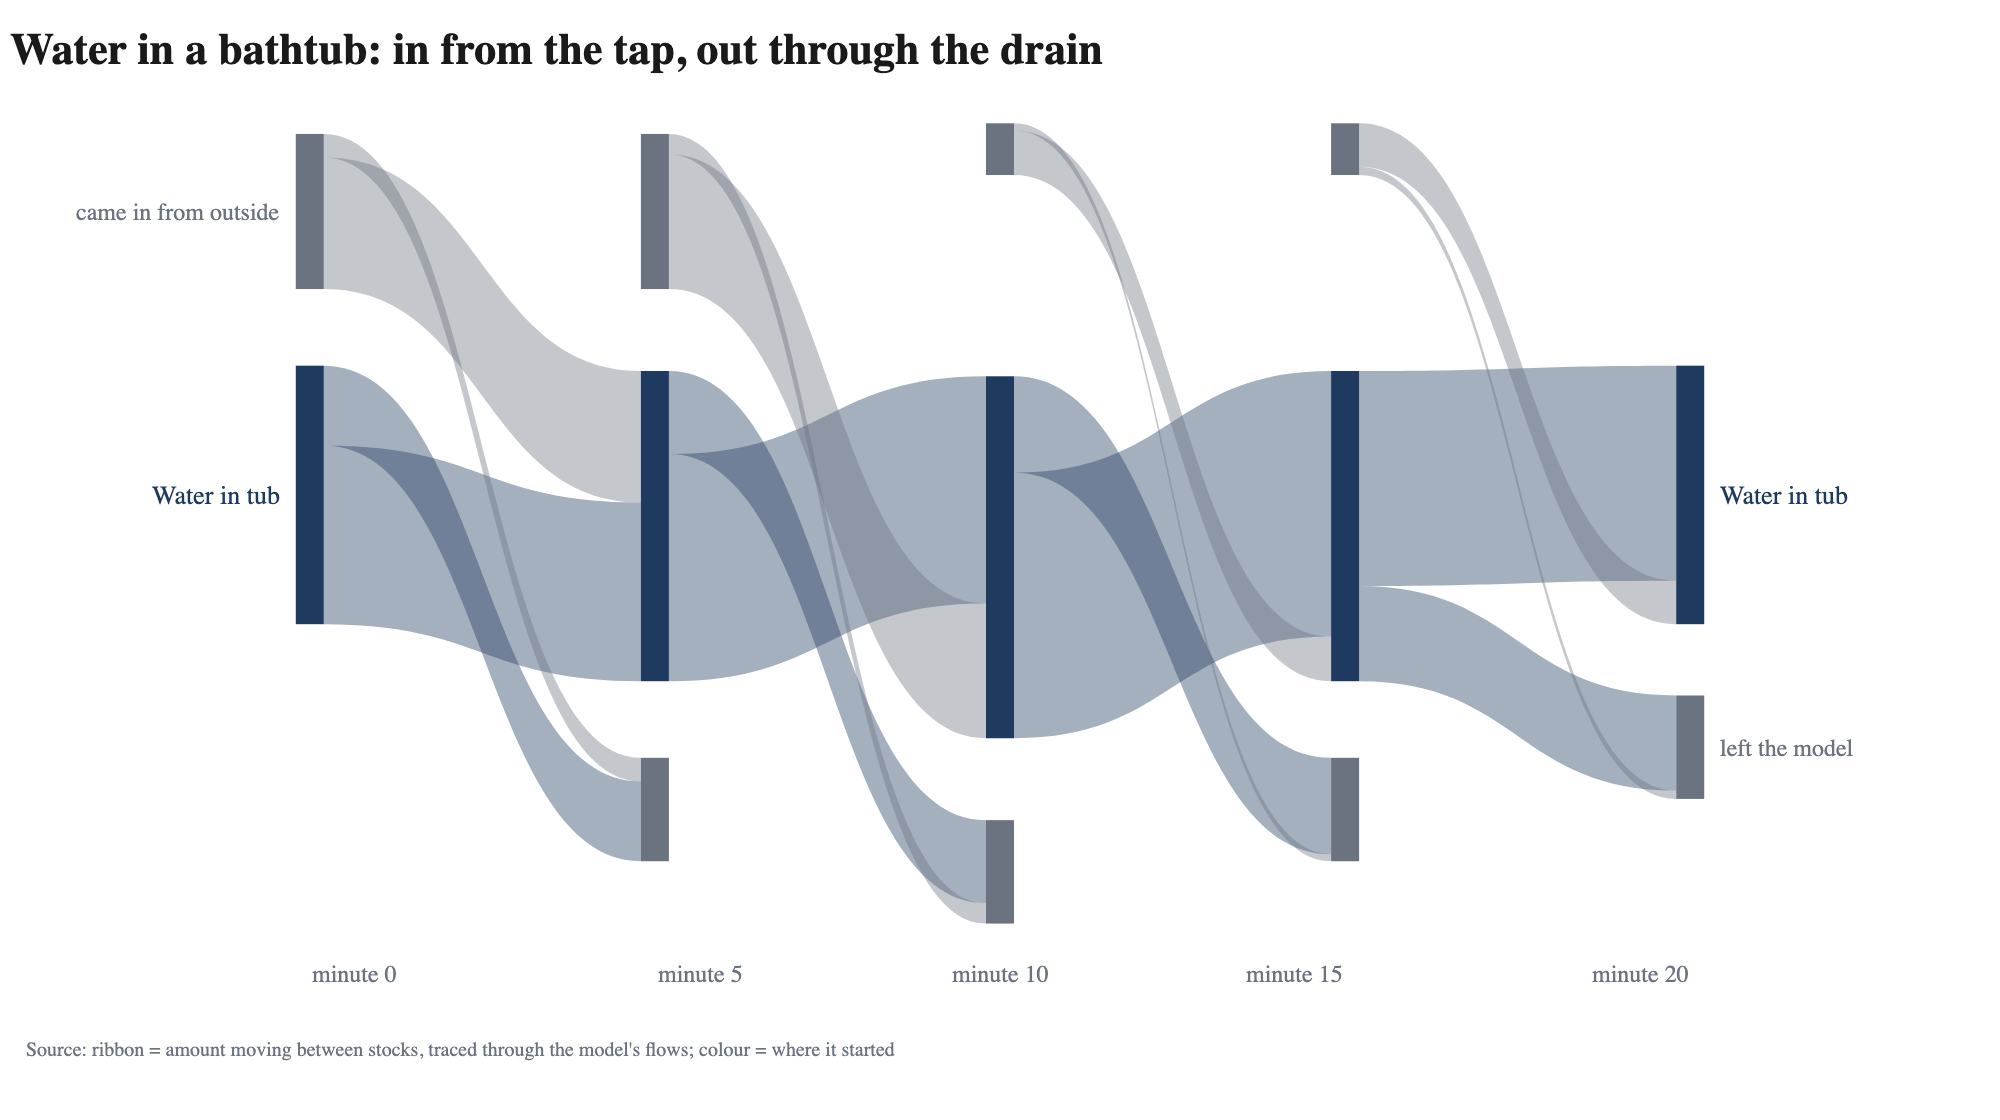 Water in a bathtub: in from the tap, out through the drain
came in from outside
Water in tub
Water in tub
left the model
minute 0
minute 5
minute 10
minute 15
minute 20
Source: ribbon = amount moving between stocks, traced through the model's flows; colour = where it started